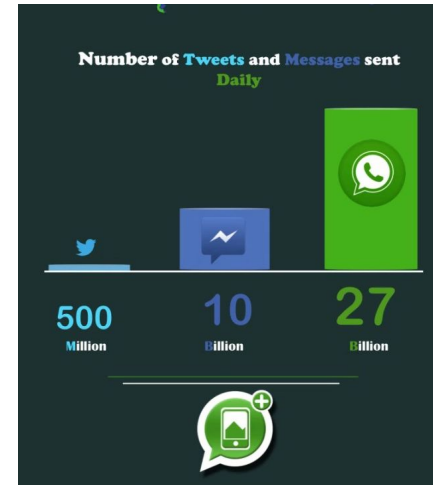 Number of Tweets and Messages sent
Daily
500 10 27
Million Billion Billion